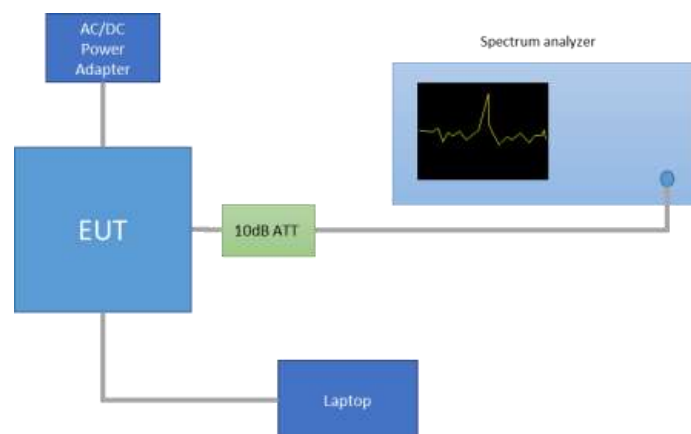 AC/DC
Power
Adapter
Spectrum analyzer
EUT
10dB ATT
Laptop